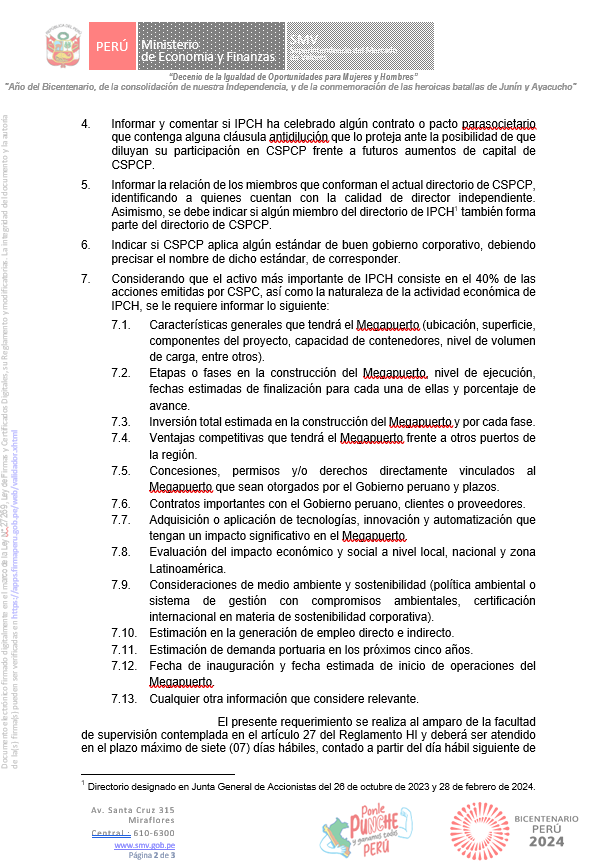 PERÚ
Ministerio
de Economía y Finanzas
SMV
Superintendencia del Mercado
de Valores
“Decenio de la Igualdad de Oportunidades para Mujeres y Hombres”
"Año del Bicentenario, de la consolidación de nuestra Independencia, y de la conmemoración de las heroicas batallas de Junín y Ayacucho"
4. Informar y comentar si IPCH ha celebrado algún contrato o pacto parasocietario
que contenga alguna cláusula antidilución que lo proteja ante la posibilidad de que
diluyan su participación en CSPCP frente a futuros aumentos de capital de
CSPCP.
5. Informar la relación de los miembros que conforman el actual directorio de CSPCP,
identificando a quienes cuentan con la calidad de director independiente.
Asimismo, se debe indicar si algún miembro del directorio de IPCH1 también forma
parte del directorio de CSPCP.
6. Indicar si CSPCP aplica algún estándar de buen gobierno corporativo, debiendo
precisar el nombre de dicho estándar, de corresponder.
7. Considerando que el activo más importante de IPCH consiste en el 40% de las
acciones emitidas por CSPC, así como la naturaleza de la actividad económica de
IPCH, se le requiere informar lo siguiente:
7.1. Características generales que tendrá el Megapuerto (ubicación, superficie,
componentes del proyecto, capacidad de contenedores, nivel de volumen
de carga, entre otros).
7.2. Etapas o fases en la construcción del Megapuerto, nivel de ejecución,
fechas estimadas de finalización para cada una de ellas y porcentaje de
avance.
7.3. Inversión total estimada en la construcción del Megapuerto y por cada fase.
7.4. Ventajas competitivas que tendrá el Megapuerto frente a otros puertos de
la región.
7.5. Concesiones, permisos y/o derechos directamente vinculados al
Megapuerto que sean otorgados por el Gobierno peruano y plazos.
7.6. Contratos importantes con el Gobierno peruano, clientes o proveedores.
7.7. Adquisición o aplicación de tecnologías, innovación y automatización que
tengan un impacto significativo en el Megapuerto.
7.8. Evaluación del impacto económico y social a nivel local, nacional y zona
Latinoamérica.
7.9. Consideraciones de medio ambiente y sostenibilidad (política ambiental o
sistema de gestión con compromisos ambientales, certificación
internacional en materia de sostenibilidad corporativa).
7.10. Estimación en la generación de empleo directo e indirecto.
7.11. Estimación de demanda portuaria en los próximos cinco años.
7.12. Fecha de inauguración y fecha estimada de inicio de operaciones del
Megapuerto.
7.13. Cualquier otra información que considere relevante.
El presente requerimiento se realiza al amparo de la facultad
de supervisión contemplada en el artículo 27 del Reglamento HI y deberá ser atendido
en el plazo máximo de siete (07) días hábiles, contado a partir del día hábil siguiente de
1 Directorio designado en Junta General de Accionistas del 26 de octubre de 2023 y 28 de febrero de 2024.
Av. Santa Cruz 315
Miraflores
Central : 610-6300
www.smv.gob.pe
Página 2 de 3
Ponle
PUNCHE
y ganamos todos
PERÚ
BICENTENARIO
PERÚ
2024
Documento electrónico firmado digitalmente en el marco de la Ley N°27269, Ley de Firmas y Certificados Digitales, su Reglamento y modificatorias. La integridad del documento y la autoría
de la(s) firma(s) pueden ser verificadas en https://apps.firmaperu.gob.pe/web/validador.xhtml